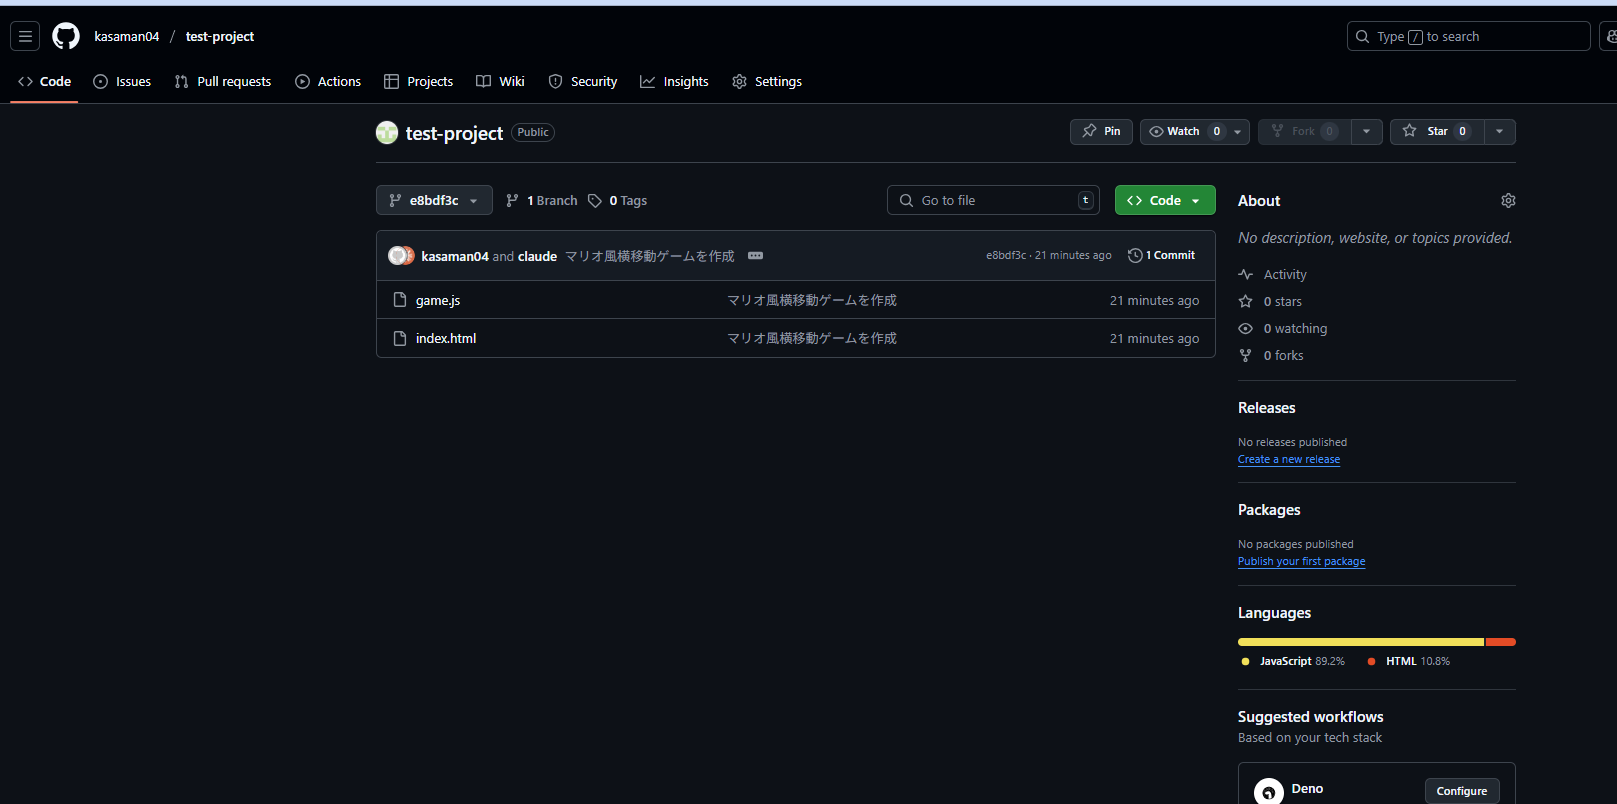 kasaman04 / test-project
Type / to search
Code Issues Pull requests Actions Projects Wiki Security Insights Settings
test-project Public
Pin Watch 0 Fork 0 Star 0
e8bdf3c 1 Branch 0 Tags Go to file t Code
kasaman04 and claude マリオ風横移動ゲームを作成 e8bdf3c · 21 minutes ago 1 Commit
game.js マリオ風横移動ゲームを作成 21 minutes ago
index.html マリオ風横移動ゲームを作成 21 minutes ago
About
No description, website, or topics provided.
Activity
0 stars
0 watching
0 forks
Releases
No releases published
Create a new release
Packages
No packages published
Publish your first package
Languages
JavaScript 89.2% HTML 10.8%
Suggested workflows
Based on your tech stack
Deno Configure